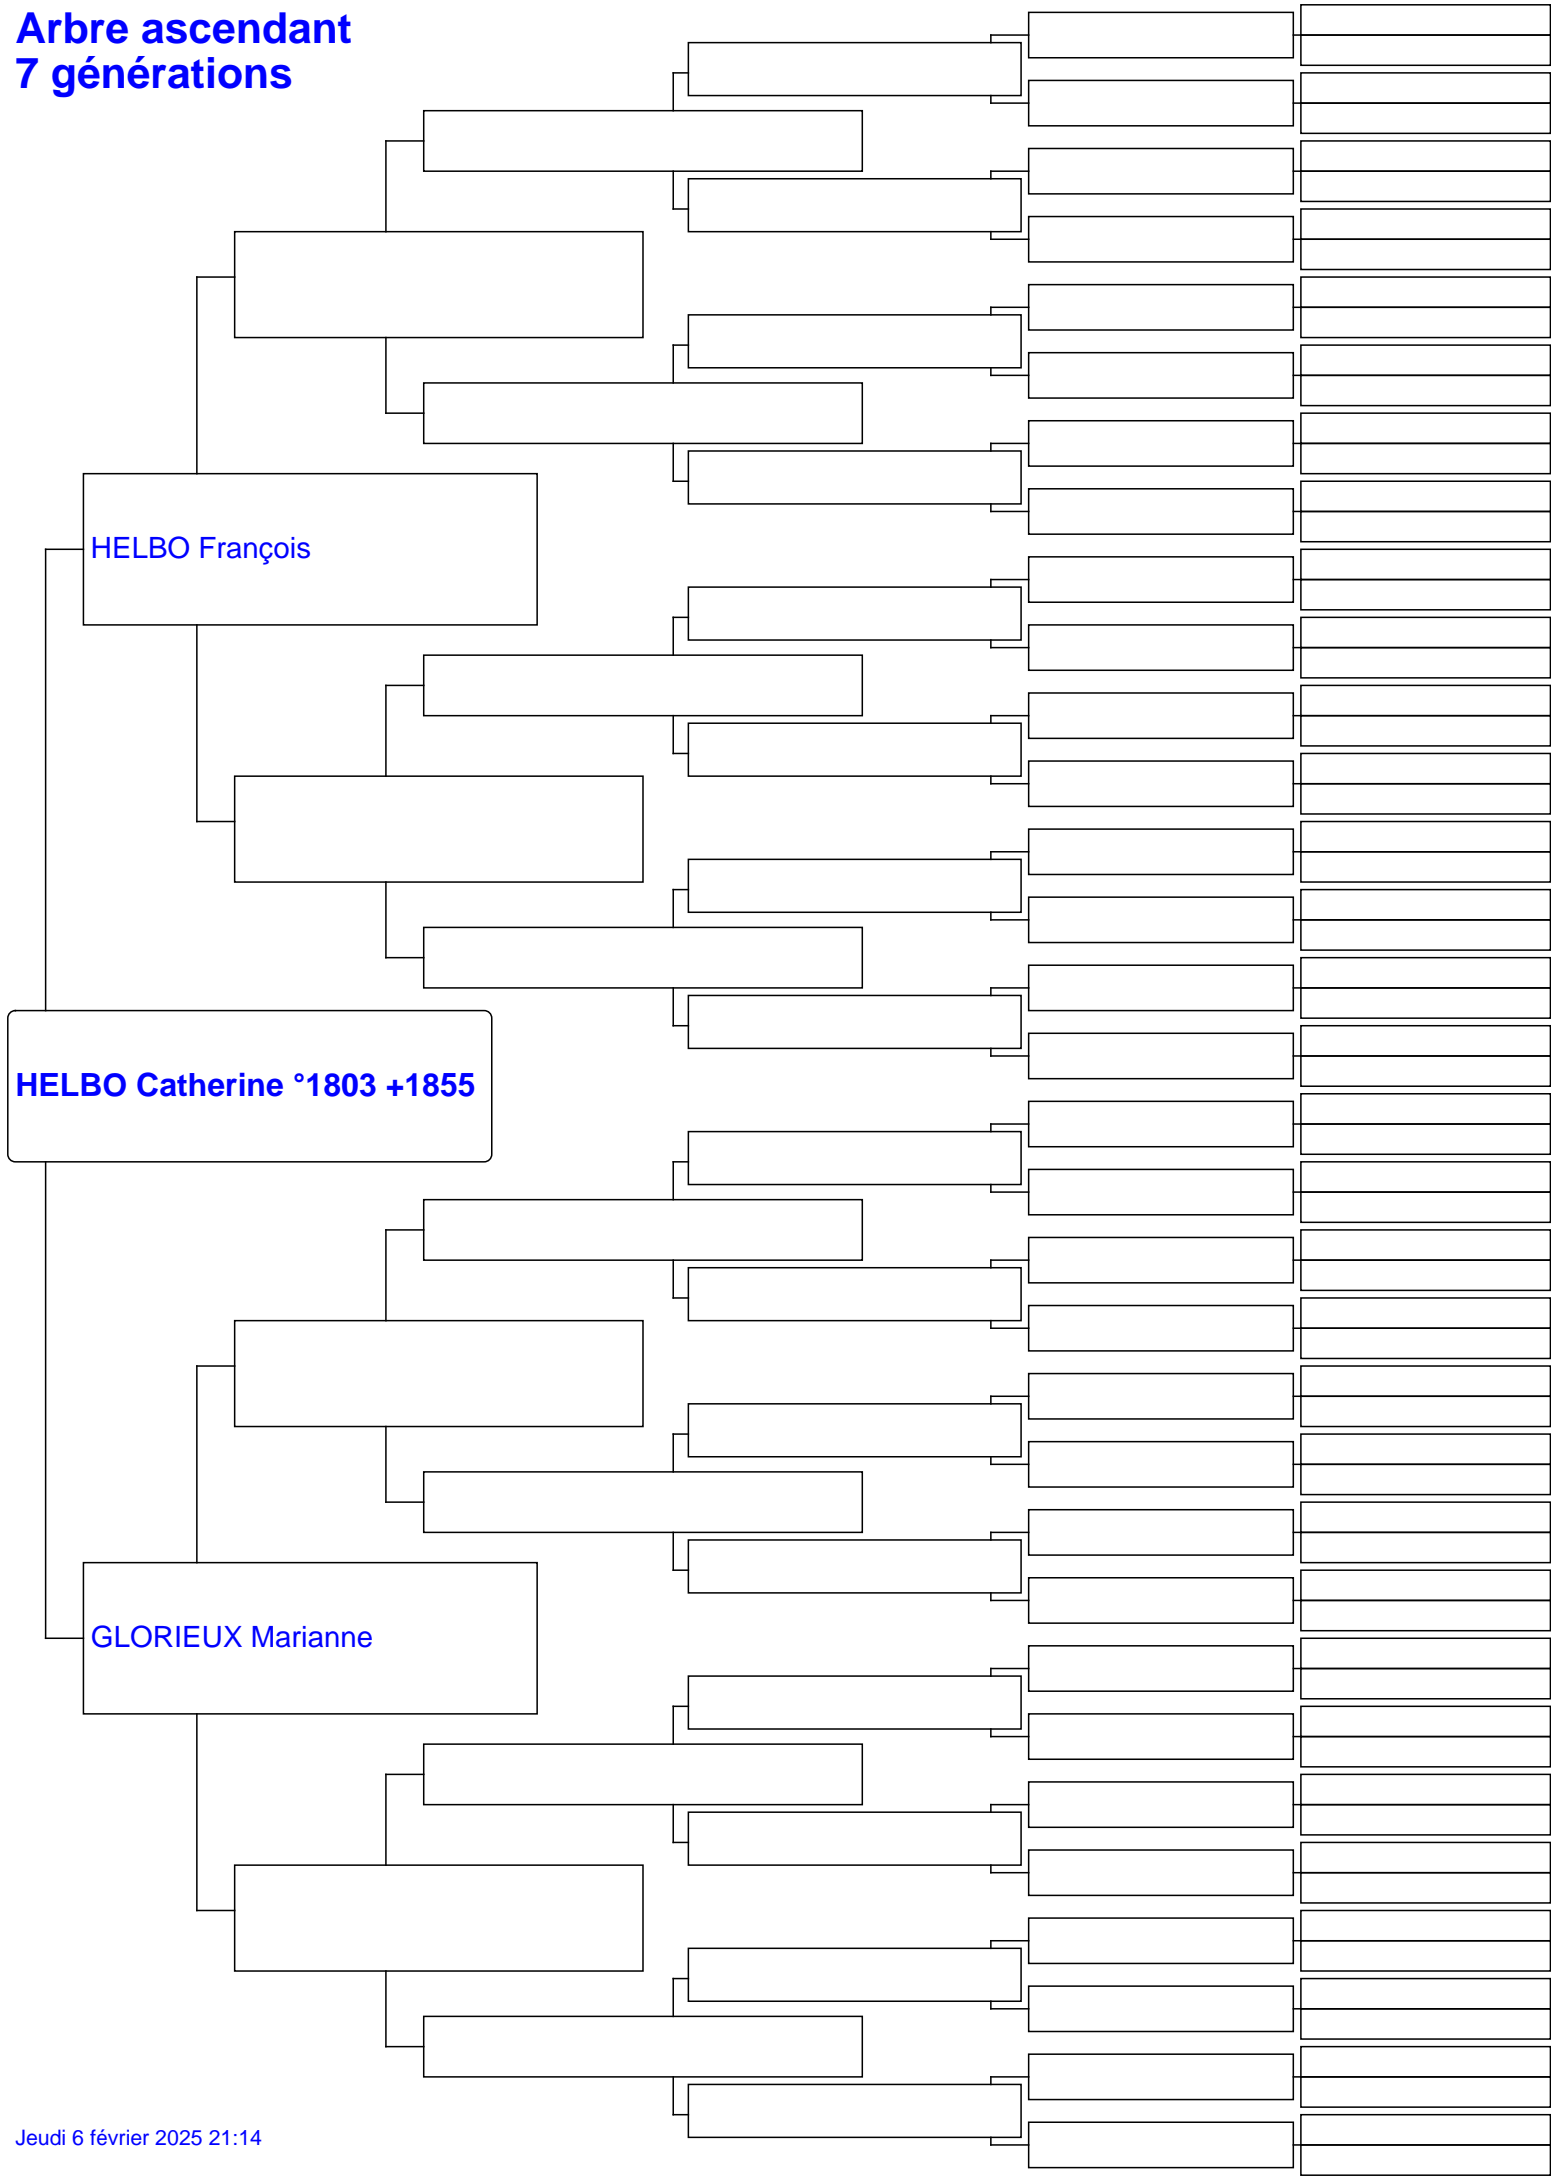 Arbre ascendant
7 générations
HELBO François
HELBO Catherine °1803 +1855
GLORIEUX Marianne
Jeudi 6 février 2025 21:14